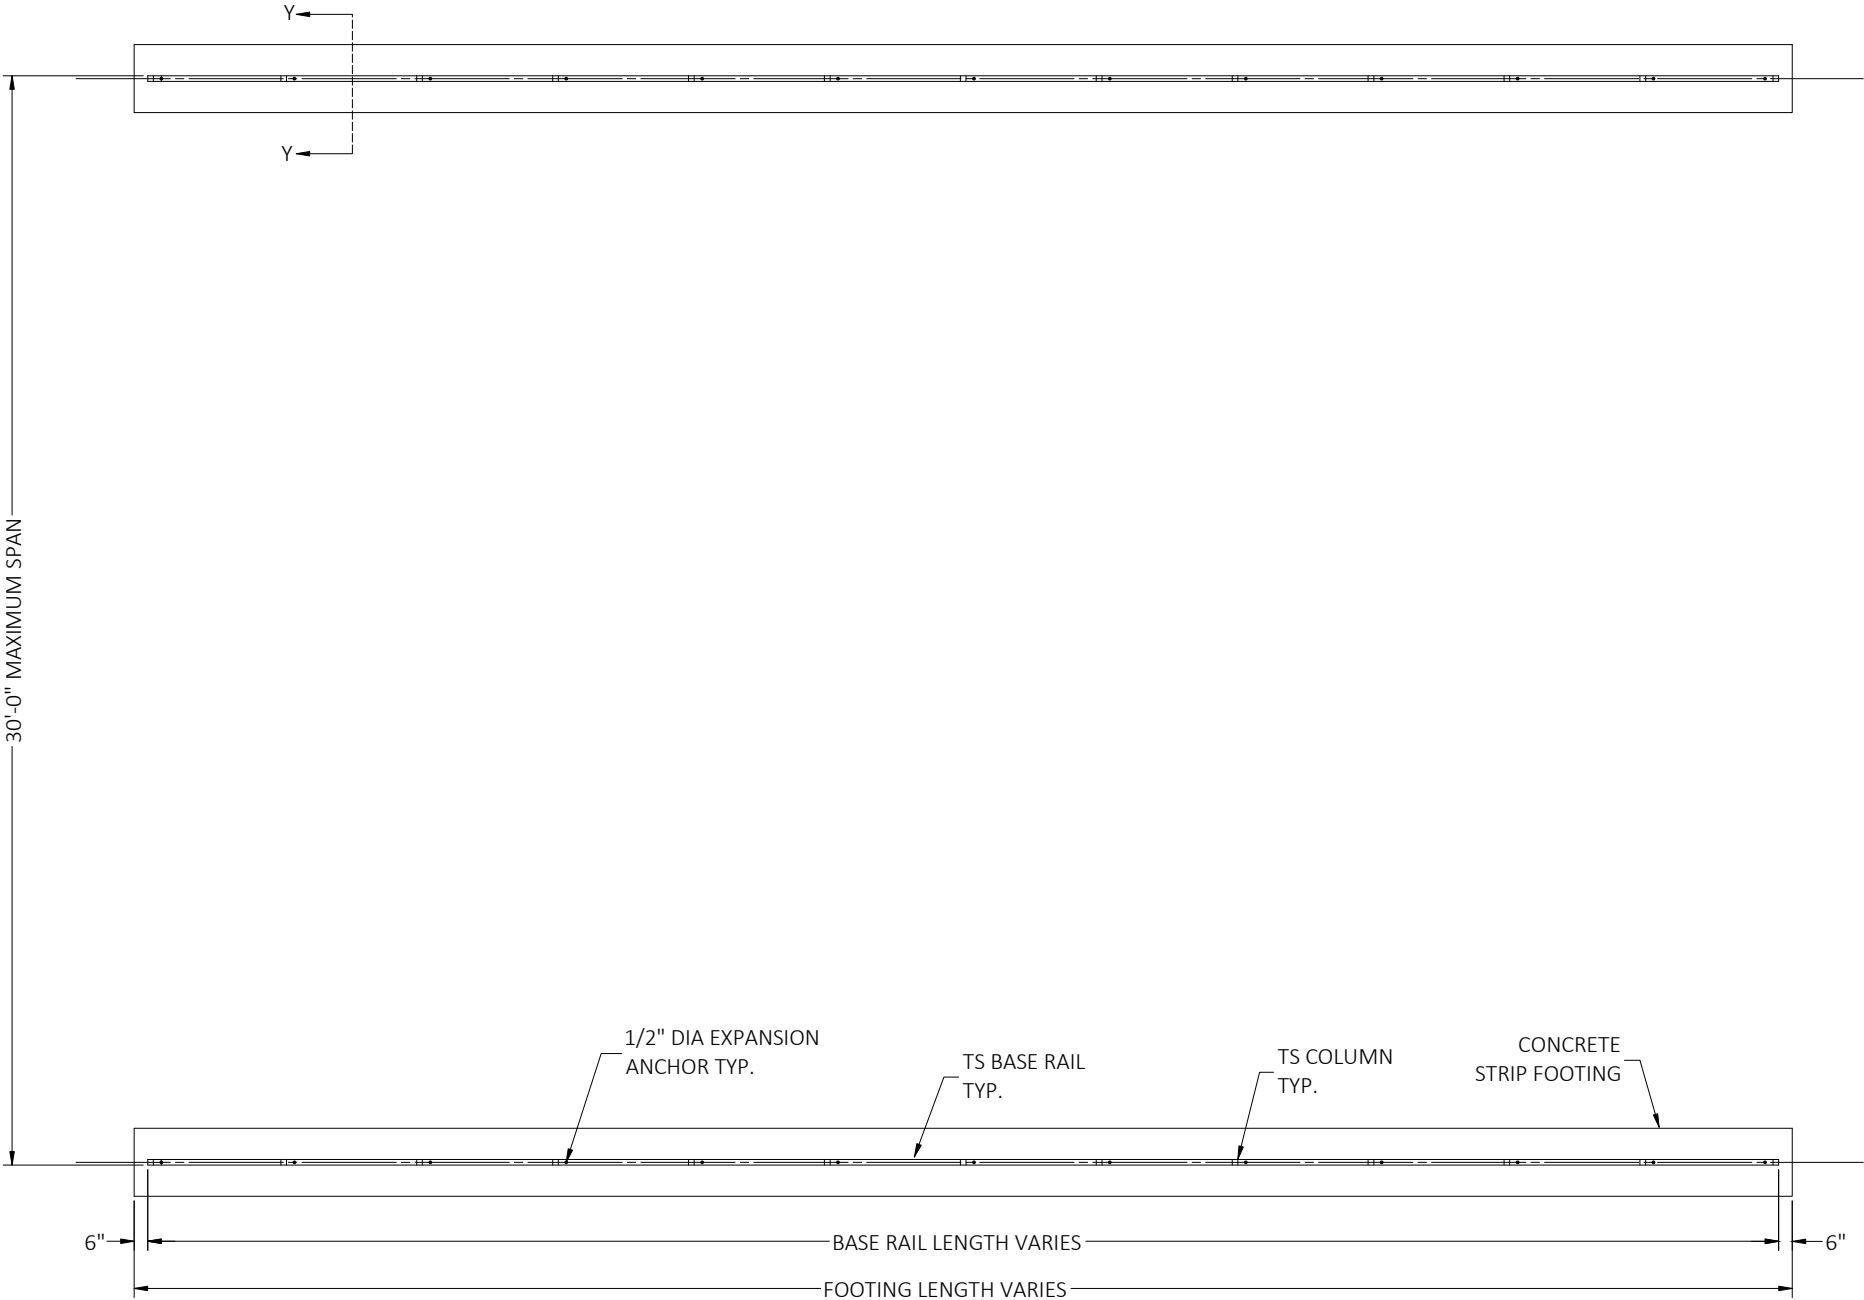 Y
Y
30'-0" MAXIMUM SPAN
1/2" DIA EXPANSION
ANCHOR TYP.
TS BASE RAIL
TYP.
TS COLUMN
TYP.
CONCRETE
STRIP FOOTING
6"
BASE RAIL LENGTH VARIES
6"
FOOTING LENGTH VARIES